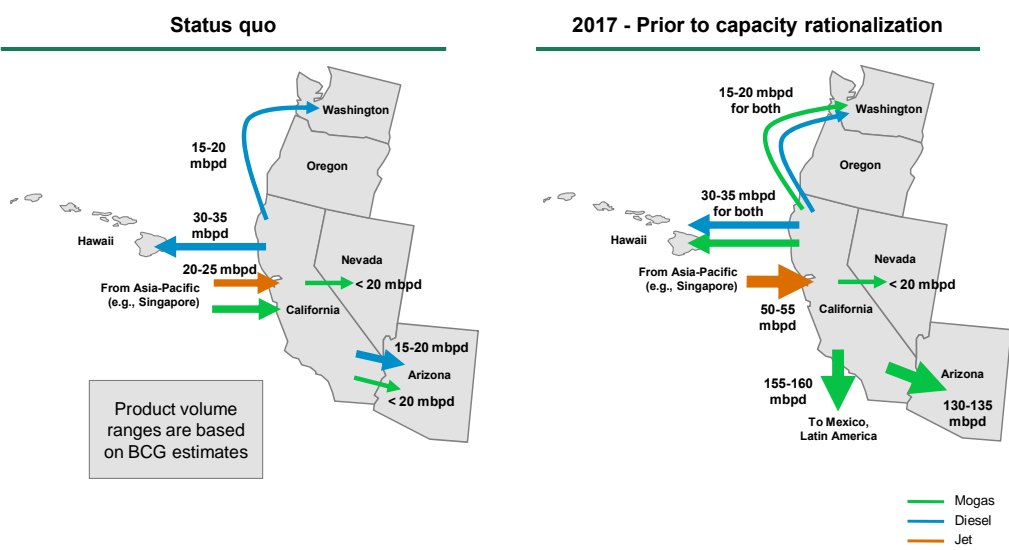 Status quo
Washington
15-20
mbpd
Oregon
30-35
mbpd
Hawaii
Nevada
20-25 mbpd
From Asia-Pacific
(e.g., Singapore)
< 20 mbpd
California
15-20 mbpd
Arizona
< 20 mbpd
Product volume
ranges are based
on BCG estimates
2017 - Prior to capacity rationalization
15-20 mbpd
for both
Washington
Oregon
30-35 mbpd
for both
Hawaii
Nevada
From Asia-Pacific
(e.g., Singapore)
< 20 mbpd
50-55
mbpd
California
155-160
mbpd
Arizona
130-135
mbpd
To Mexico,
Latin America
Mogas
Diesel
Jet